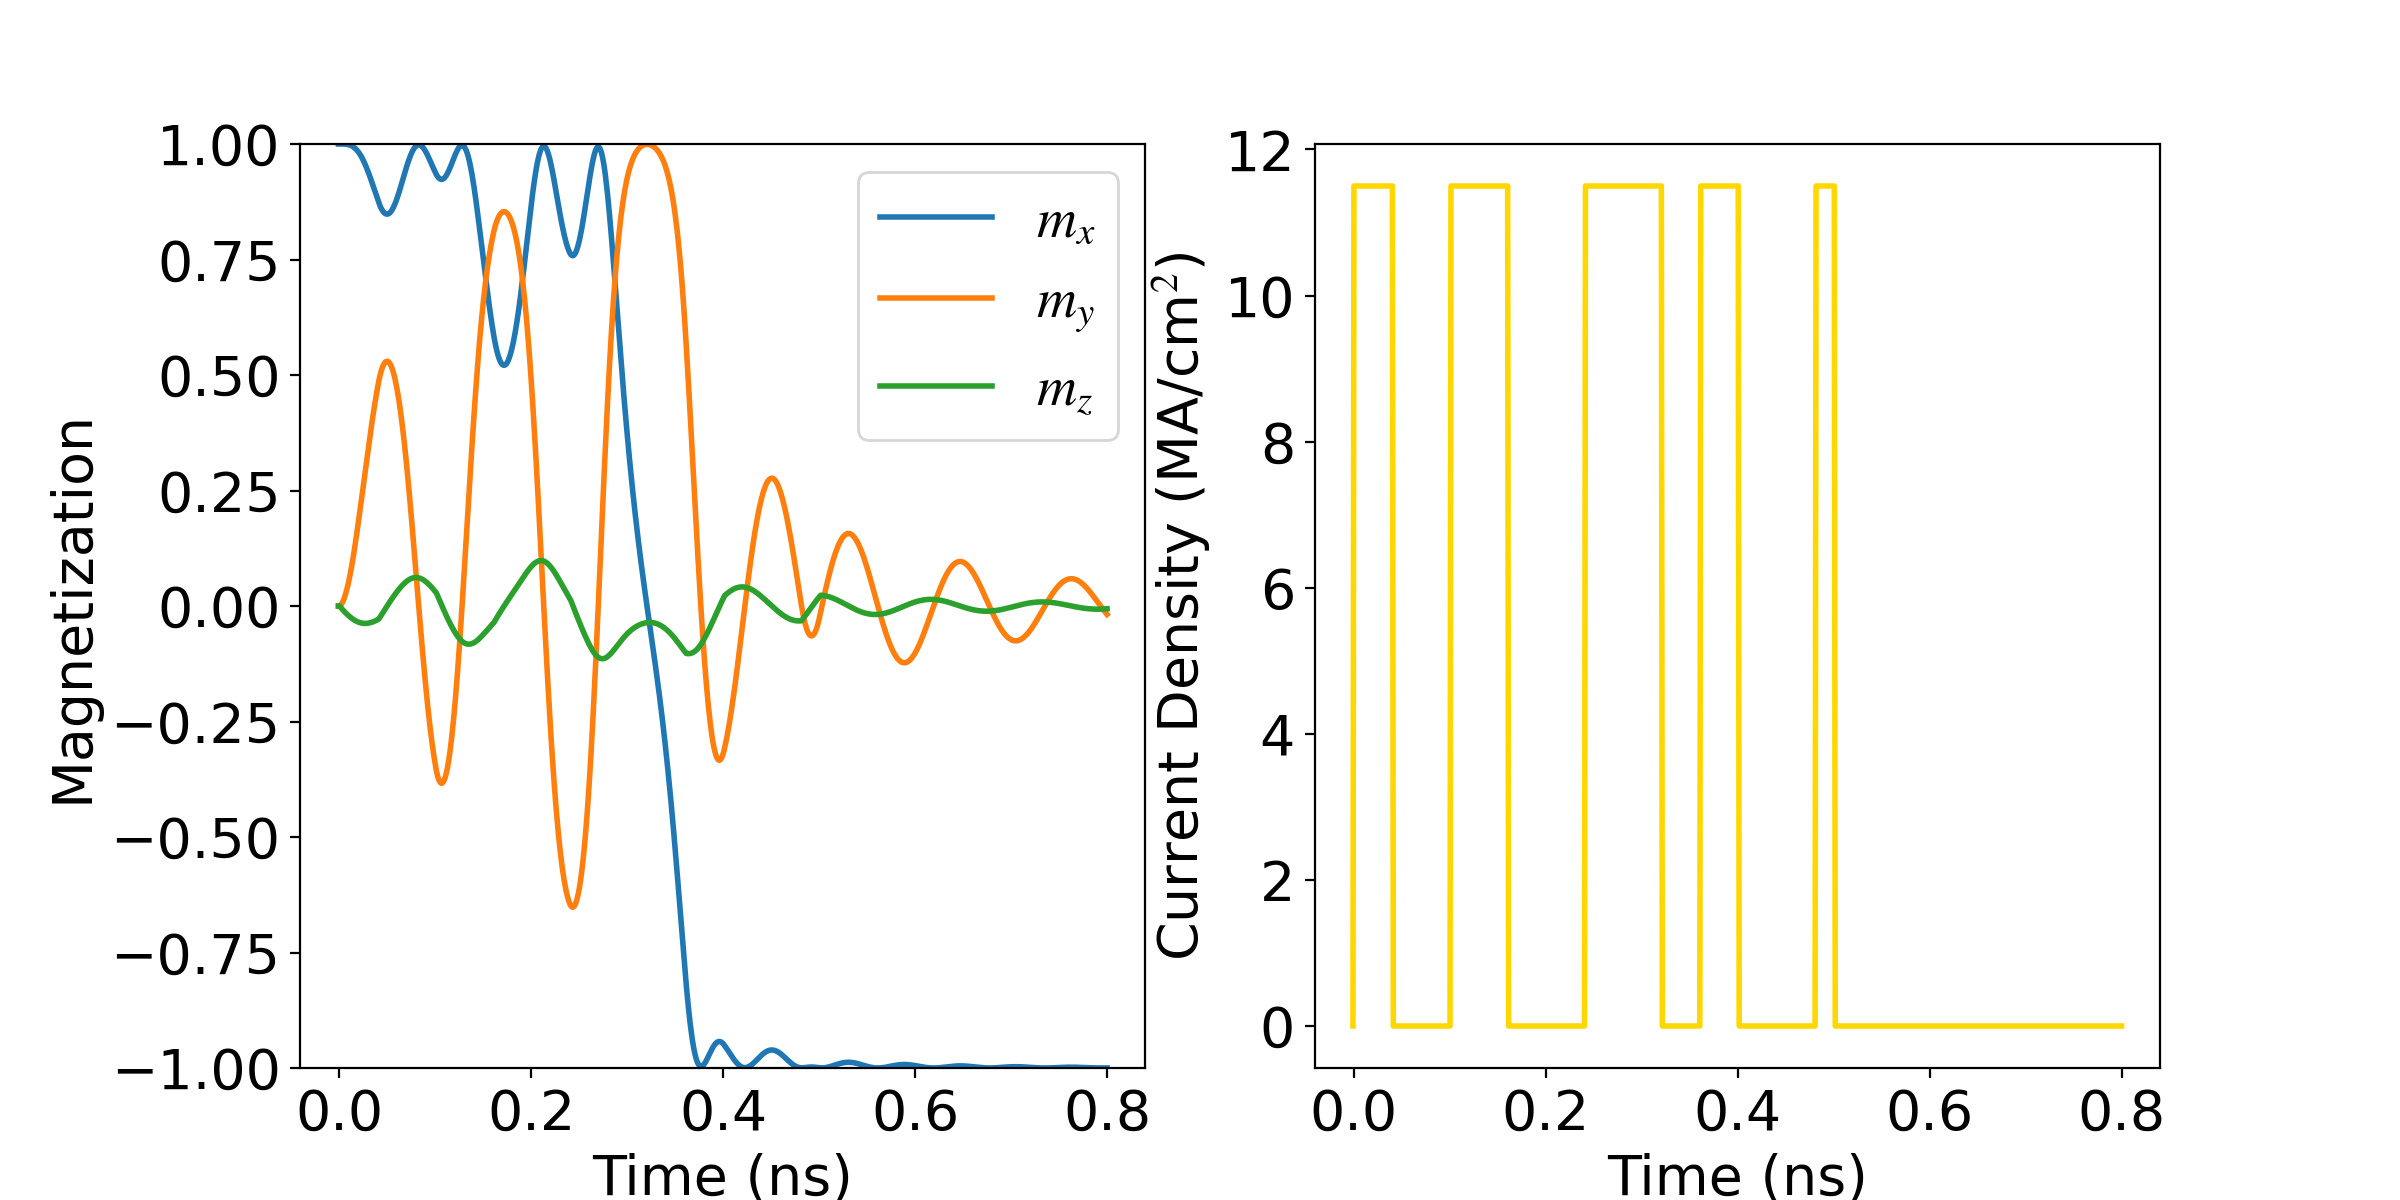 Magnetization
1.00
0.75
0.50
0.25
0.00
−0.25
−0.50
−0.75
−1.00
0.0 0.2 0.4 0.6 0.8
Time (ns)
m_x
m_y
m_z
Current Density (MA/cm²)
12
10
8
6
4
2
0
0.0 0.2 0.4 0.6 0.8
Time (ns)